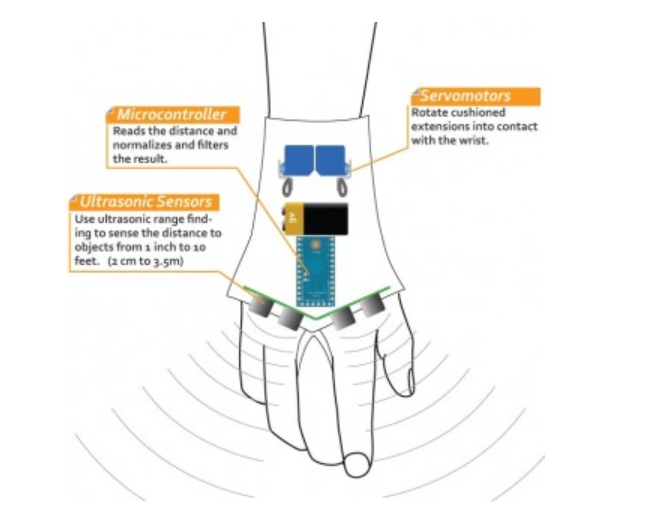 Servomotors
Rotate cushioned
extensions into contact
with the wrist.
Microcontroller
Reads the distance and
normalizes and filters
the result.
Ultrasonic Sensors
Use ultrasonic range find-
ing to sense the distance to
objects from 1 inch to 10
feet. (2 cm to 3.5m)
9V